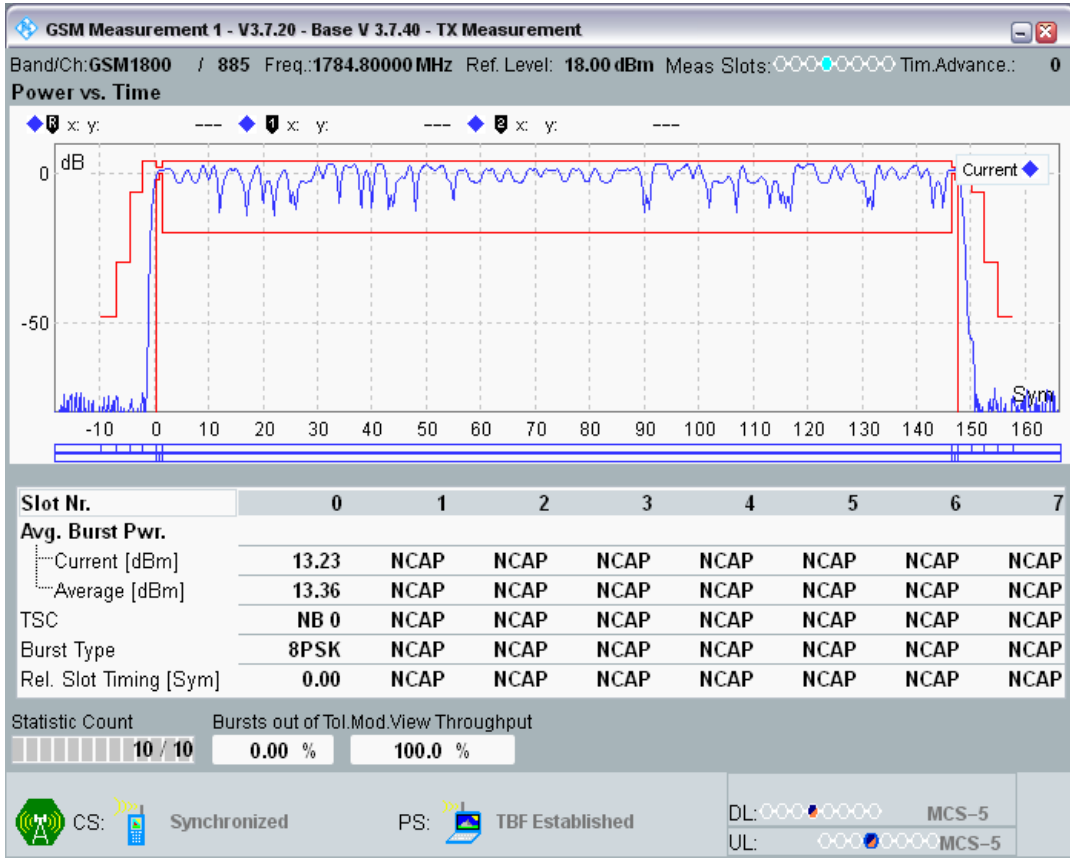 GSM Measurement 1 - V3.7.20 - Base V 3.7.40 - TX Measurement
Band/Ch:GSM1800 / 885 Freq.:1784.80000 MHz Ref. Level: 18.00 dBm Meas Slots: Tim.Advance.: 0
Power vs. Time
R x: y: --- 1 x: y: --- 2 x: y: ---
dB
Current
0
-50
Sym
-10 0 10 20 30 40 50 60 70 80 90 100 110 120 130 140 150 160
Slot Nr. 0 1 2 3 4 5 6 7
Avg. Burst Pwr.
Current [dBm] 13.23 NCAP NCAP NCAP NCAP NCAP NCAP NCAP
Average [dBm] 13.36 NCAP NCAP NCAP NCAP NCAP NCAP NCAP
TSC NB 0 NCAP NCAP NCAP NCAP NCAP NCAP NCAP
Burst Type 8PSK NCAP NCAP NCAP NCAP NCAP NCAP NCAP
Rel. Slot Timing [Sym] 0.00 NCAP NCAP NCAP NCAP NCAP NCAP NCAP
Statistic Count Bursts out of Tol.Mod.View Throughput
10 / 10 0.00 % 100.0 %
CS: Synchronized PS: TBF Established
DL: MCS-5
UL: MCS-5